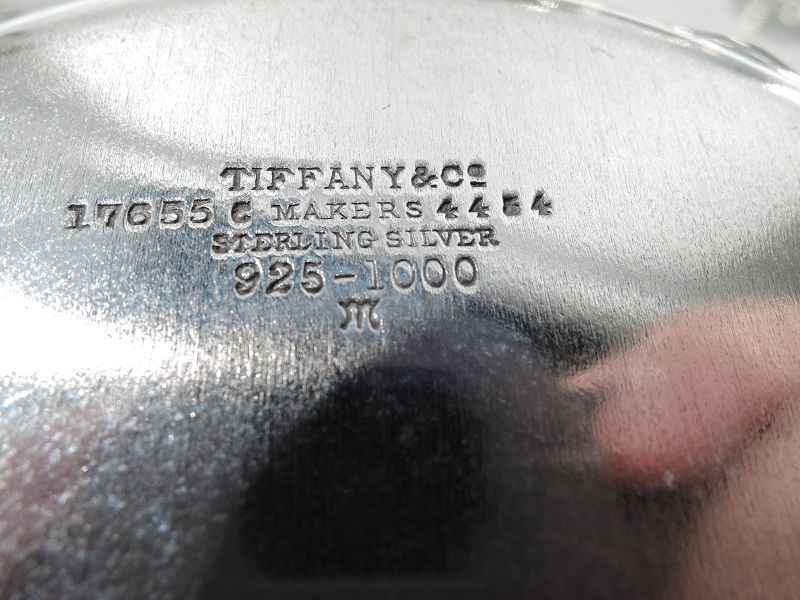 TIFFANY & Cº
17655 C MAKERS 4454
STERLING SILVER
925-1000
m